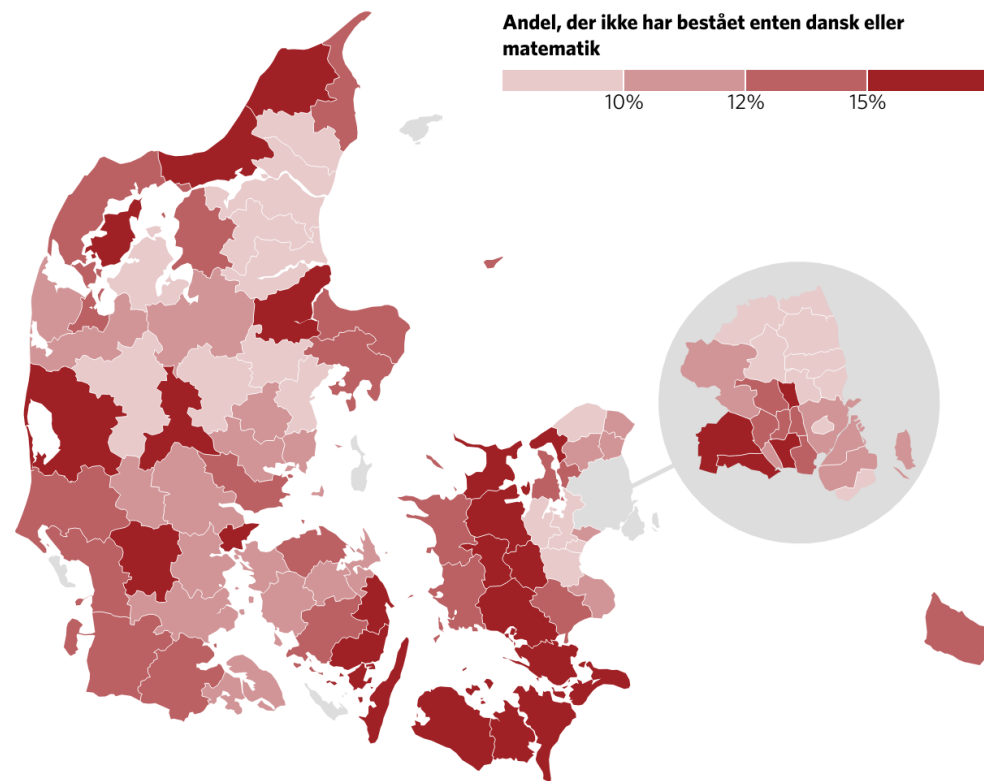 Andel, der ikke har bestået enten dansk eller
matematik
10%
12%
15%